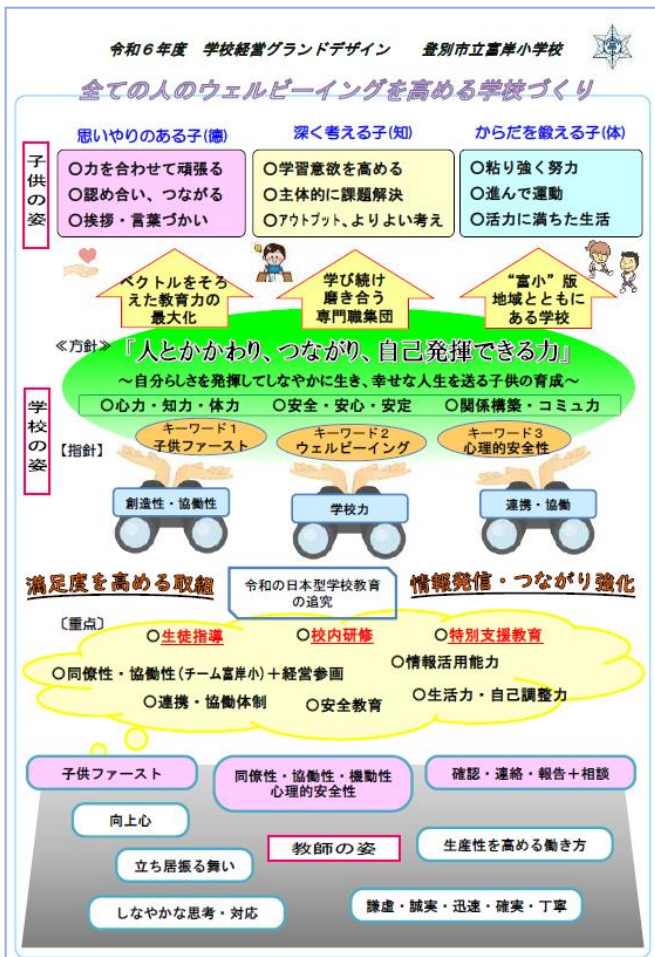 令和６年度　学校経営グランドデザイン　　登別市立富岸小学校
全ての人のウェルビーイングを高める学校づくり
子供の姿
思いやりのある子(徳)
〇力を合わせて頑張る
〇認め合い、つながる
〇挨拶・言葉づかい
深く考える子(知)
〇学習意欲を高める
〇主体的に課題解決
〇アウトプット、よりよい考え
からだを鍛える子(体)
〇粘り強く努力
〇進んで運動
〇活力に満ちた生活
ベクトルをそろ
えた教育力の
最大化
学び続け
磨き合う
専門職集団
“富小”版
地域とともに
ある学校
≪方針≫
「人とかかわり、つながり、自己発揮できる力」
～自分らしさを発揮してしなやかに生き、幸せな人生を送る子供の育成～
〇心力・知力・体力　〇安全・安心・安定　〇関係構築・コミュ力
学校の姿
【指針】
キーワード１
子供ファースト
キーワード２
ウェルビーイング
キーワード３
心理的安全性
創造性・協働性
学校力
連携・協働
満足度を高める取組
令和の日本型学校教育
の追究
情報発信・つながり強化
〔重点〕
〇生徒指導
〇校内研修
〇特別支援教育
〇同僚性・協働性(チーム富岸小)＋経営参画
〇情報活用能力
〇連携・協働体制
〇安全教育
〇生活力・自己調整力
子供ファースト
同僚性・協働性・機動性
心理的安全性
確認・連絡・報告＋相談
向上心
教師の姿
生産性を高める働き方
立ち居振る舞い
しなやかな思考・対応
謙虚・誠実・迅速・確実・丁寧